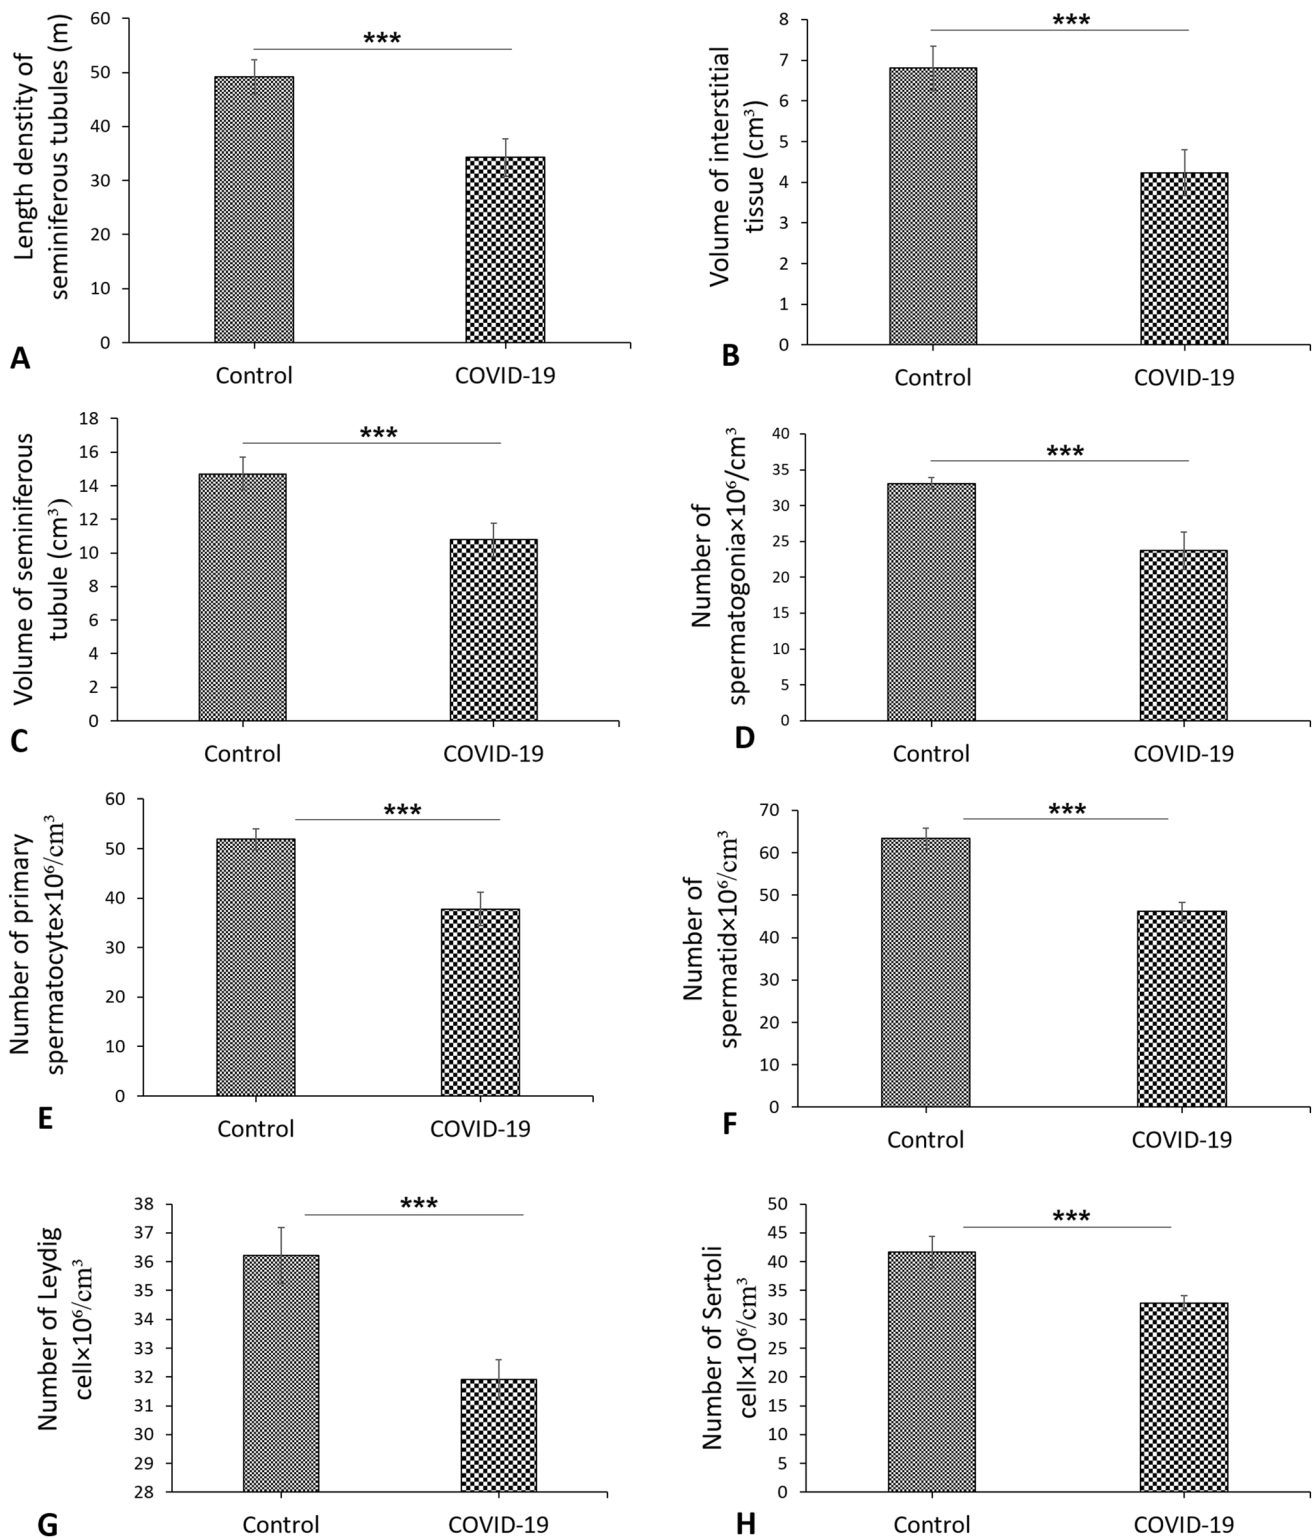 Length denstity of
seminiferous tubules (m)
60
50
40
30
20
10
0
***
Control
COVID-19
A
Volume of interstitial
tissue (cm³)
8
7
6
5
4
3
2
1
0
***
Control
COVID-19
B
Volume of seminiferous
tubule (cm³)
18
16
14
12
10
8
6
4
2
0
***
Control
COVID-19
C
Number of
spermatogonia×10⁶/cm³
40
35
30
25
20
15
10
5
0
***
Control
COVID-19
D
Number of primary
spermatocyte×10⁶/cm³
60
50
40
30
20
10
0
***
Control
COVID-19
E
Number of
spermatid×10⁶/cm³
70
60
50
40
30
20
10
0
***
Control
COVID-19
F
Number of Leydig
cell×10⁶/cm³
38
37
36
35
34
33
32
31
30
29
28
***
Control
COVID-19
G
Number of Sertoli
cell×10⁶/cm³
50
45
40
35
30
25
20
15
10
5
0
***
Control
COVID-19
H